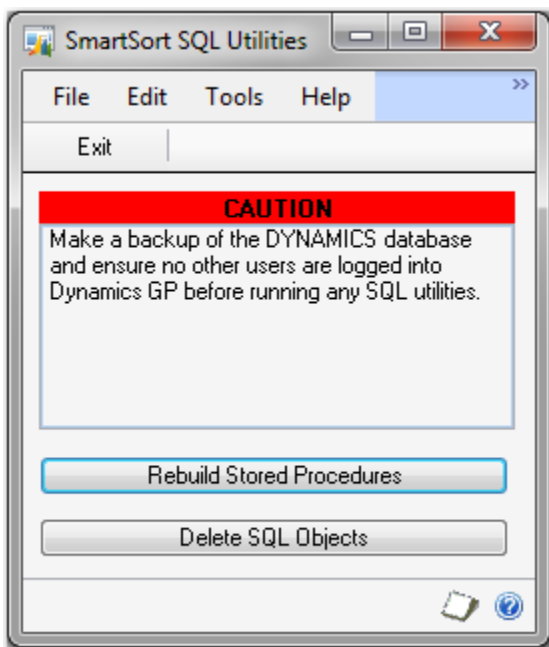 SmartSort SQL Utilities
File Edit Tools Help
Exit
CAUTION
Make a backup of the DYNAMICS database
and ensure no other users are logged into
Dynamics GP before running any SQL utilities.
Rebuild Stored Procedures
Delete SQL Objects